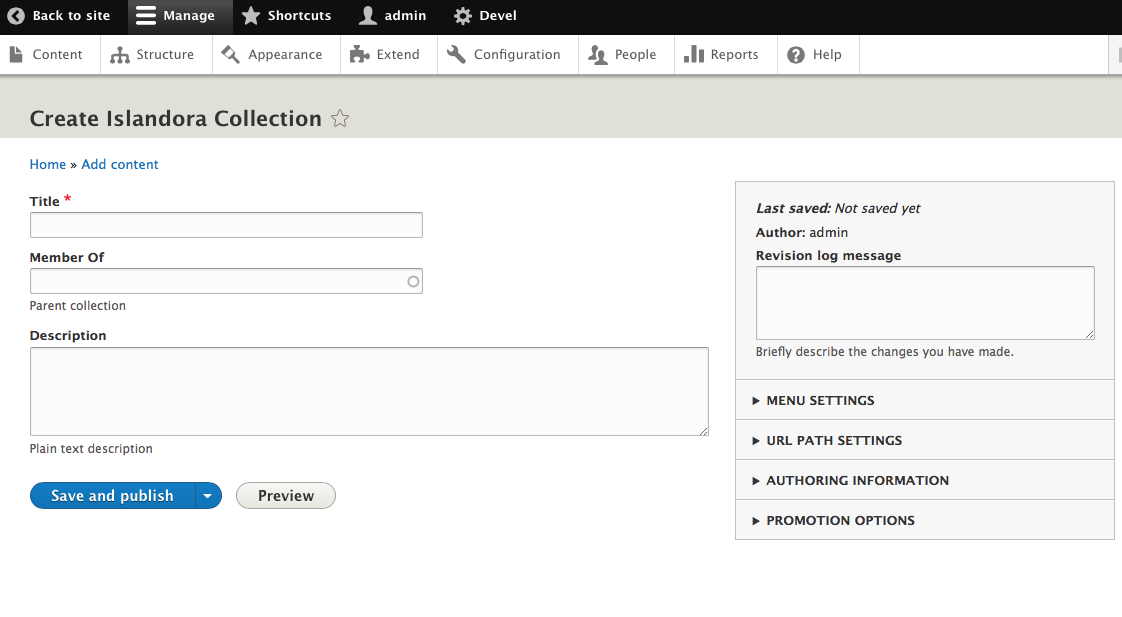 Back to site Manage Shortcuts admin Devel
Content Structure Appearance Extend Configuration People Reports Help
Create Islandora Collection
Home » Add content
Title *
Member Of
Parent collection
Description
Plain text description
Save and publish Preview
Last saved: Not saved yet
Author: admin
Revision log message
Briefly describe the changes you have made.
MENU SETTINGS
URL PATH SETTINGS
AUTHORING INFORMATION
PROMOTION OPTIONS